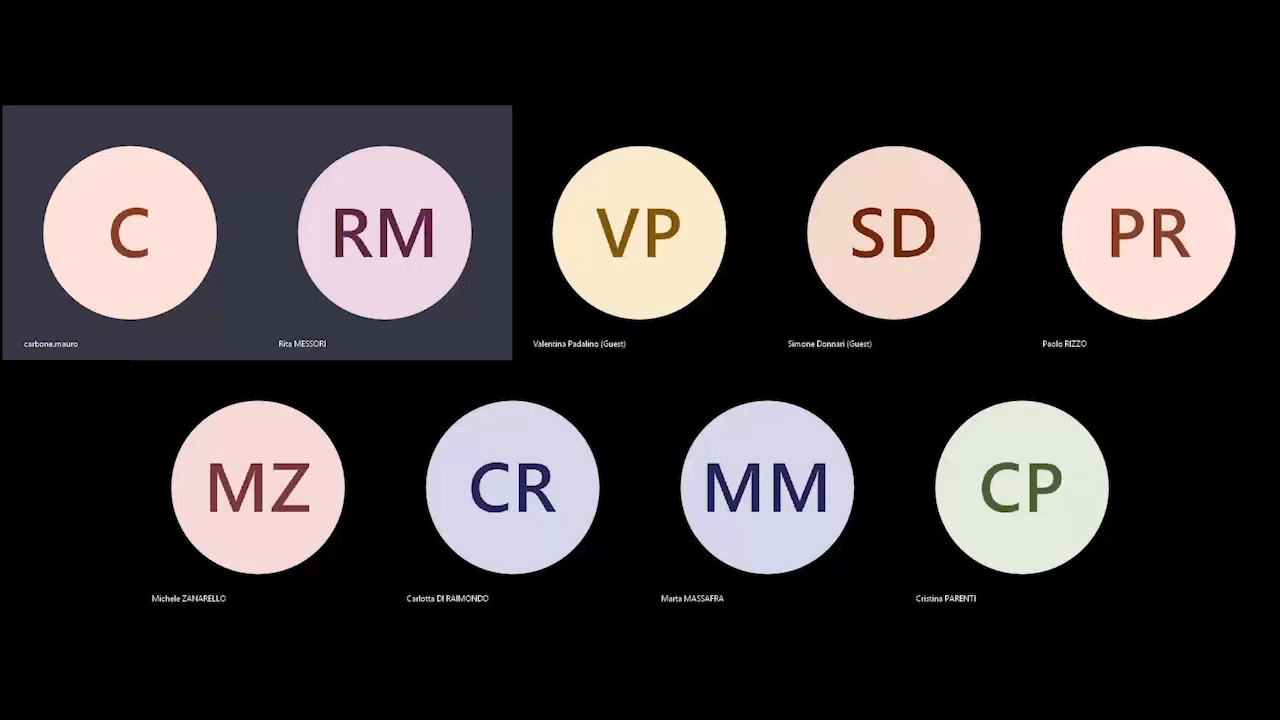 C
RM
VP
SD
PR
carbone.mauro
Rita MESSORI
Valentina Padalino (Guest)
Simone Donnari (Guest)
Paolo RIZZO
MZ
CR
MM
CP
Michele ZANARELLO
Carlotta DI RAIMONDO
Marta MASSAFRA
Cristina PARENTI